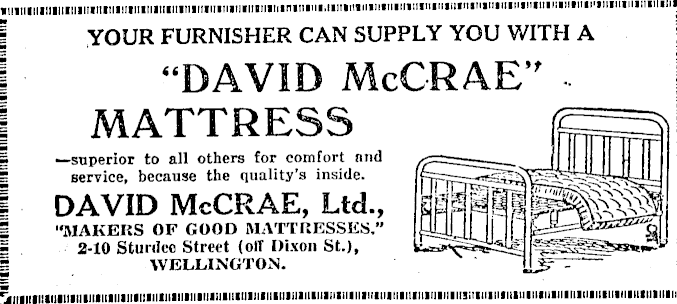 YOUR FURNISHER CAN SUPPLY YOU WITH A
"DAVID McCRAE"
MATTRESS
—superior to all others for comfort and
service, because the quality's inside.
DAVID McCRAE, Ltd.,
"MAKERS OF GOOD MATTRESSES."
2-10 Sturdee Street (off Dixon St.),
WELLINGTON.